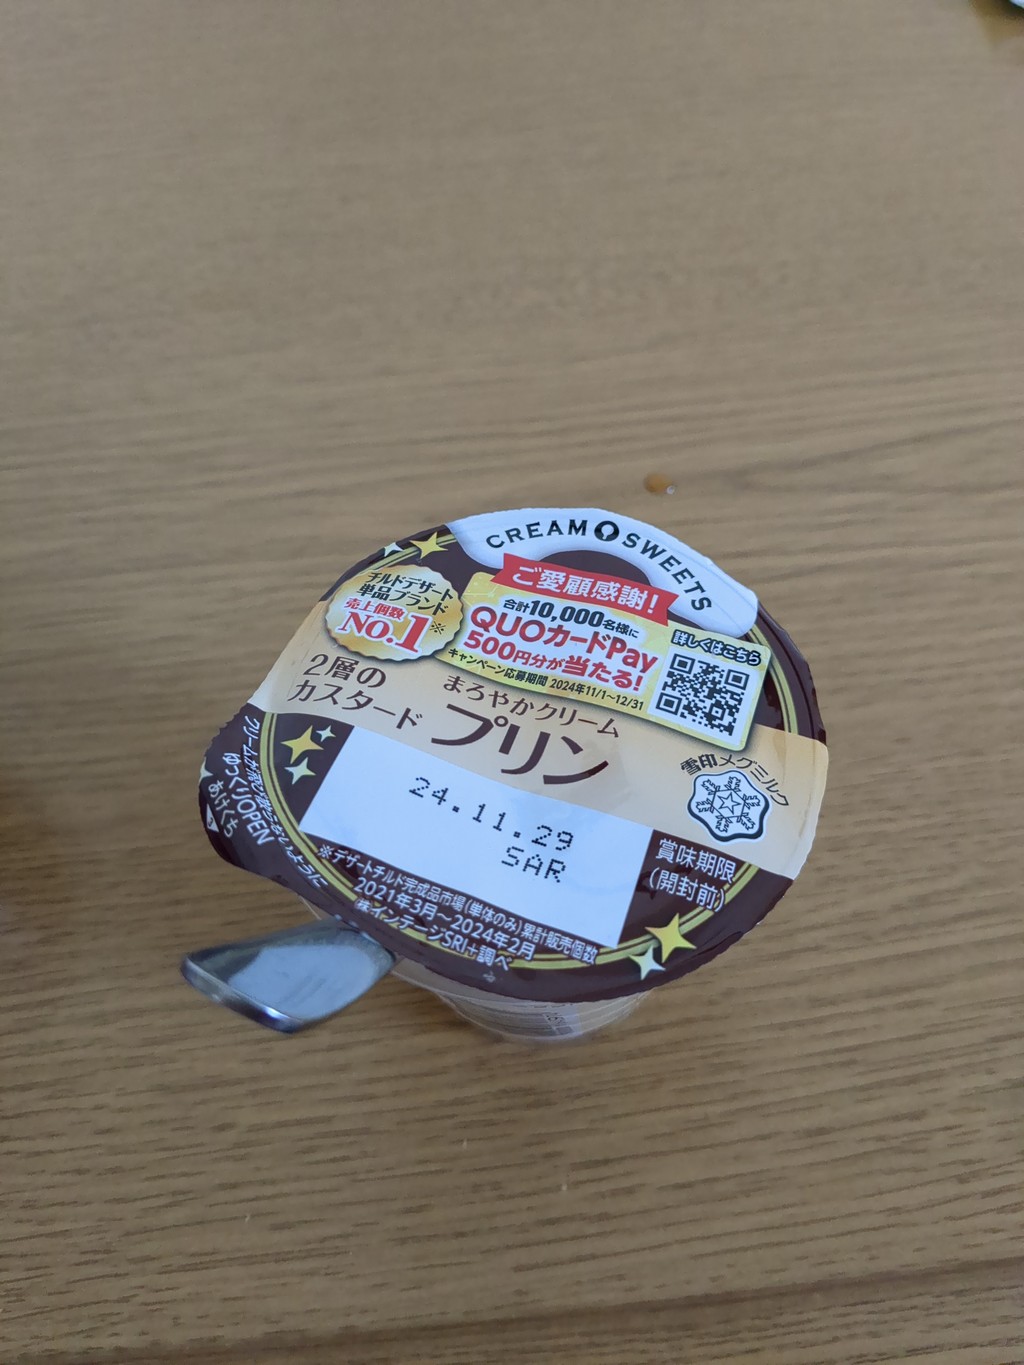 CREAM SWEETS
ご愛顧感謝!
合計10,000名様に
QUOカードPay
500円分が当たる!
キャンペーン応募期間 2024年11/1~12/31
詳しくはこちら
チルドデザート
単品ブランド
売上個数
NO.1※
2層の
カスタード
まろやかクリーム
プリン
雪印メグミルク
24.11.29
SAR
賞味期限
(開封前)
※デザートチルド完成品市場(単体のみ)累計販売個数
2021年3月~2024年2月
㈱インテージSRI+調べ
ゆっくりOPEN
あけくち